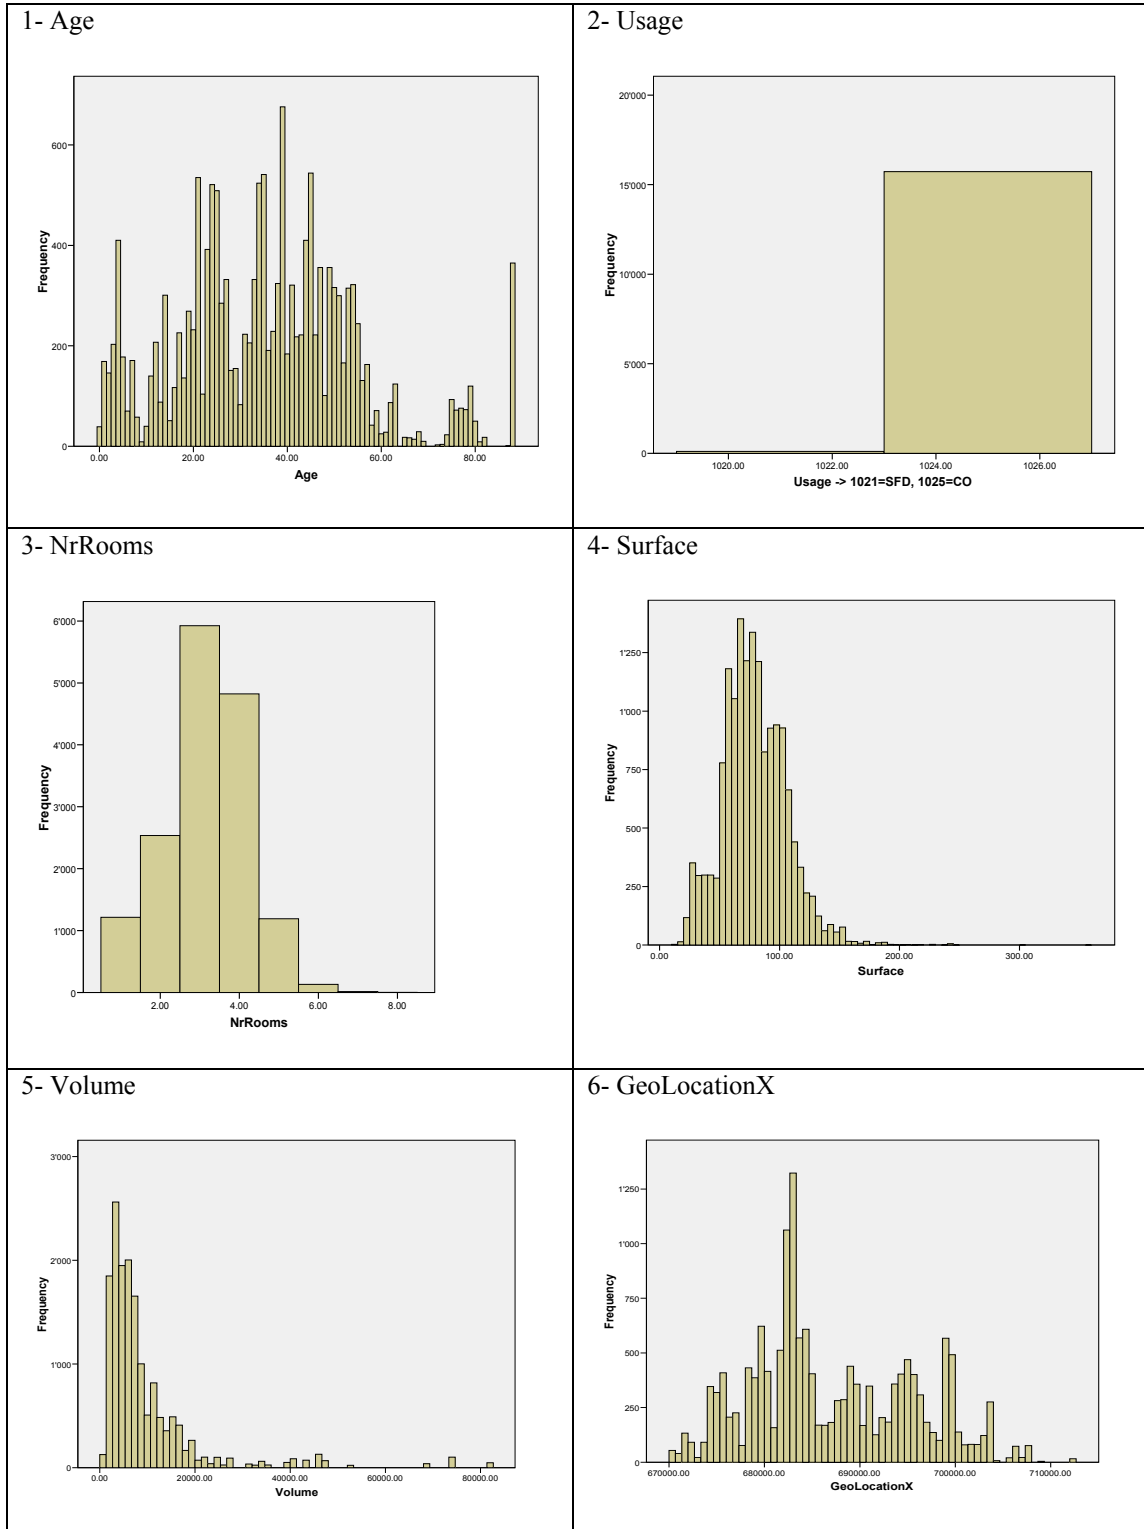 1- Age
600
400
200
0
Frequency
0.00 20.00 40.00 60.00 80.00
Age
2- Usage
20'000
15'000
10'000
5'000
0
Frequency
1020.00 1022.00 1024.00 1026.00
Usage -> 1021=SFD, 1025=CO
3- NrRooms
6'000
5'000
4'000
3'000
2'000
1'000
0
Frequency
2.00 4.00 6.00 8.00
NrRooms
4- Surface
1'250
1'000
750
500
250
0
Frequency
0.00 100.00 200.00 300.00
Surface
5- Volume
3'000
2'000
1'000
0
Frequency
0.00 20000.00 40000.00 60000.00 80000.00
Volume
6- GeoLocationX
1'250
1'000
750
500
250
0
Frequency
670000.00 680000.00 690000.00 700000.00 710000.00
GeoLocationX